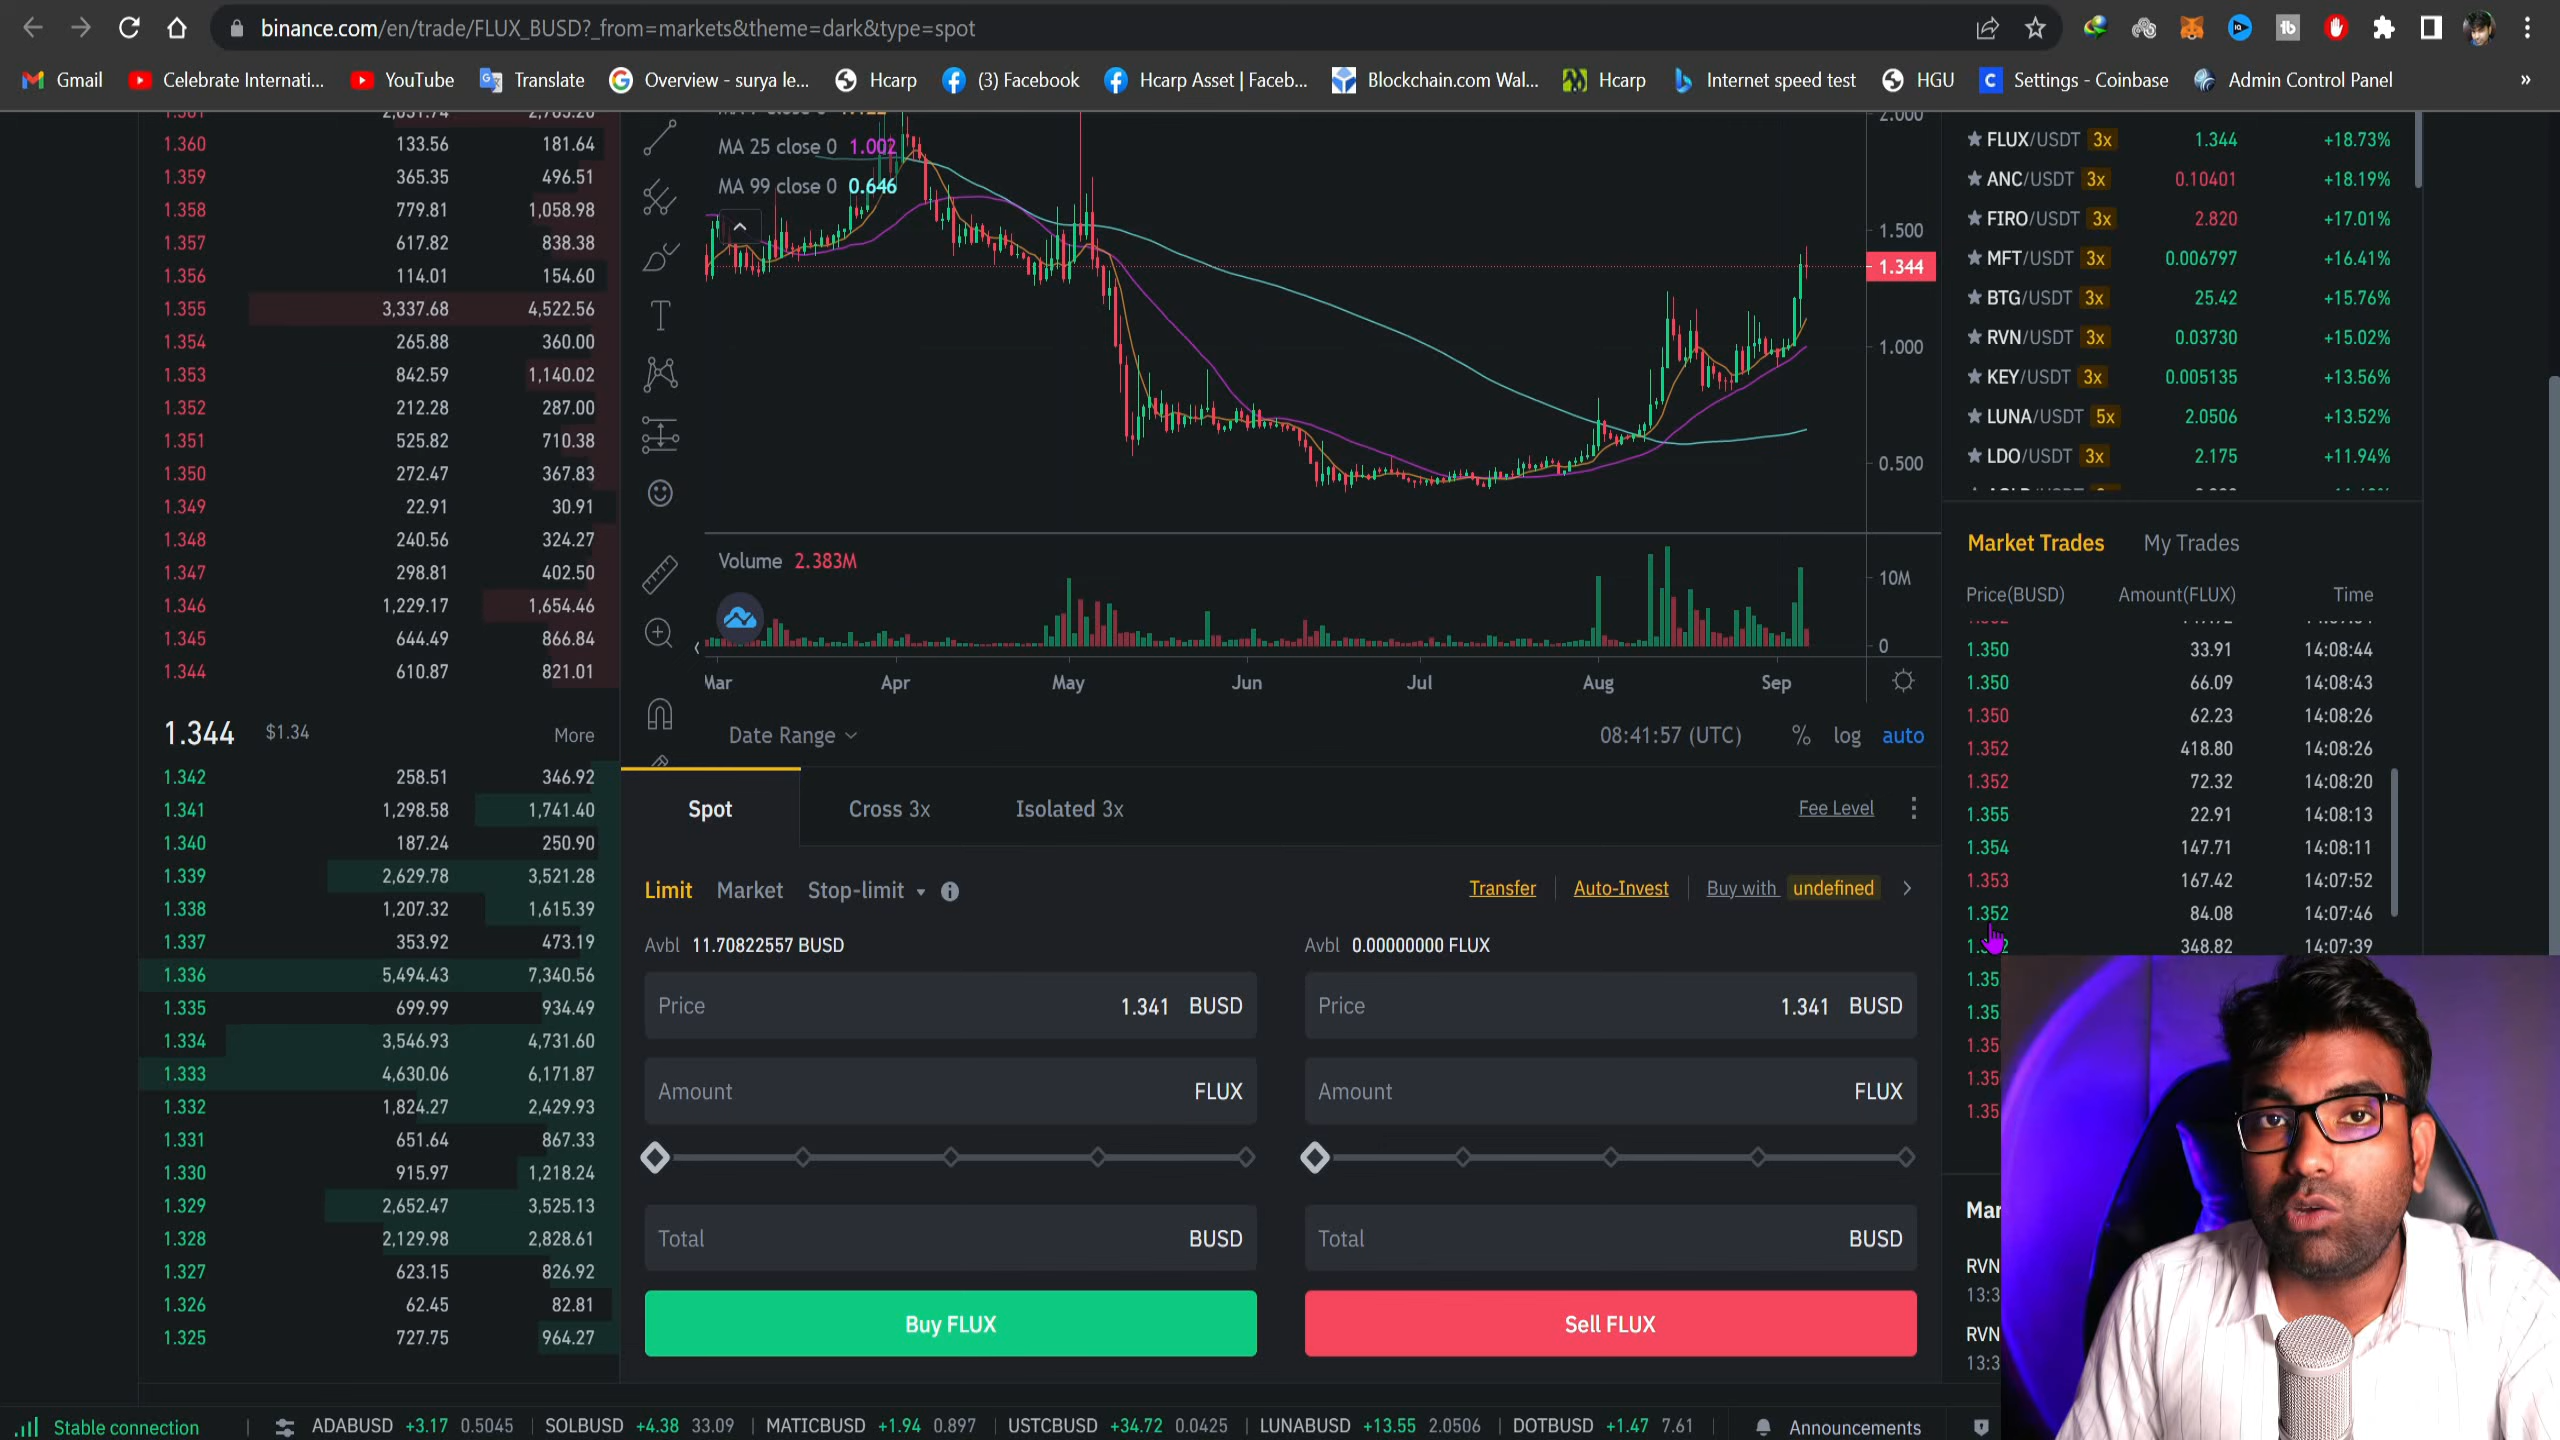 binance.com/en/trade/FLUX_BUSD?_from=markets&theme=dark&type=spot
Gmail Celebrate Internati... YouTube Translate Overview - surya le... Hcarp (3) Facebook Hcarp Asset | Faceb... Blockchain.com Wal... Hcarp Internet speed test HGU Settings - Coinbase Admin Control Panel »
1.360 133.56 181.64
1.359 365.35 496.51
1.358 779.81 1,058.98
1.357 617.82 838.38
1.356 114.01 154.60
1.355 3,337.68 4,522.56
1.354 265.88 360.00
1.353 842.59 1,140.02
1.352 212.28 287.00
1.351 525.82 710.38
1.350 272.47 367.83
1.349 22.91 30.91
1.348 240.56 324.27
1.347 298.81 402.50
1.346 1,229.17 1,654.46
1.345 644.49 866.84
1.344 610.87 821.01
1.344 $1.34 More
1.342 258.51 346.92
1.341 1,298.58 1,741.40
1.340 187.24 250.90
1.339 2,629.78 3,521.28
1.338 1,207.32 1,615.39
1.337 353.92 473.19
1.336 5,494.43 7,340.56
1.335 699.99 934.49
1.334 3,546.93 4,731.60
1.333 4,630.06 6,171.87
1.332 1,824.27 2,429.93
1.331 651.64 867.33
1.330 915.97 1,218.24
1.329 2,652.47 3,525.13
1.328 2,129.98 2,828.61
1.327 623.15 826.92
1.326 62.45 82.81
1.325 727.75 964.27
MA 25 close 0 1.002
MA 99 close 0 0.646
2.000
1.500
1.344
1.000
0.500
Volume 2.383M
10M
0
Mar Apr May Jun Jul Aug Sep
Date Range 08:41:57 (UTC) % log auto
Spot Cross 3x Isolated 3x Fee Level
Limit Market Stop-limit Transfer Auto-Invest Buy with undefined
Avbl 11.70822557 BUSD
Price 1.341 BUSD
Amount FLUX
Total BUSD
Buy FLUX
Avbl 0.00000000 FLUX
Price 1.341 BUSD
Amount FLUX
Total BUSD
Sell FLUX
FLUX/USDT 3x 1.344 +18.73%
ANC/USDT 3x 0.10401 +18.19%
FIRO/USDT 3x 2.820 +17.01%
MFT/USDT 3x 0.006797 +16.41%
BTG/USDT 3x 25.42 +15.76%
RVN/USDT 3x 0.03730 +15.02%
KEY/USDT 3x 0.005135 +13.56%
LUNA/USDT 5x 2.0506 +13.52%
LDO/USDT 3x 2.175 +11.94%
Market Trades My Trades
Price(BUSD) Amount(FLUX) Time
1.350 33.91 14:08:44
1.350 66.09 14:08:43
1.350 62.23 14:08:26
1.352 418.80 14:08:26
1.352 72.32 14:08:20
1.355 22.91 14:08:13
1.354 147.71 14:08:11
1.353 167.42 14:07:52
1.352 84.08 14:07:46
348.82 14:07:39
1.35
1.35
1.35
1.35
1.35
Mar
RVN
13:3
RVN
13:3
Stable connection ADABUSD +3.17 0.5045 SOLBUSD +4.38 33.09 MATICBUSD +1.94 0.897 USTCBUSD +34.72 0.0425 LUNABUSD +13.55 2.0506 DOTBUSD +1.47 7.61 Announcements